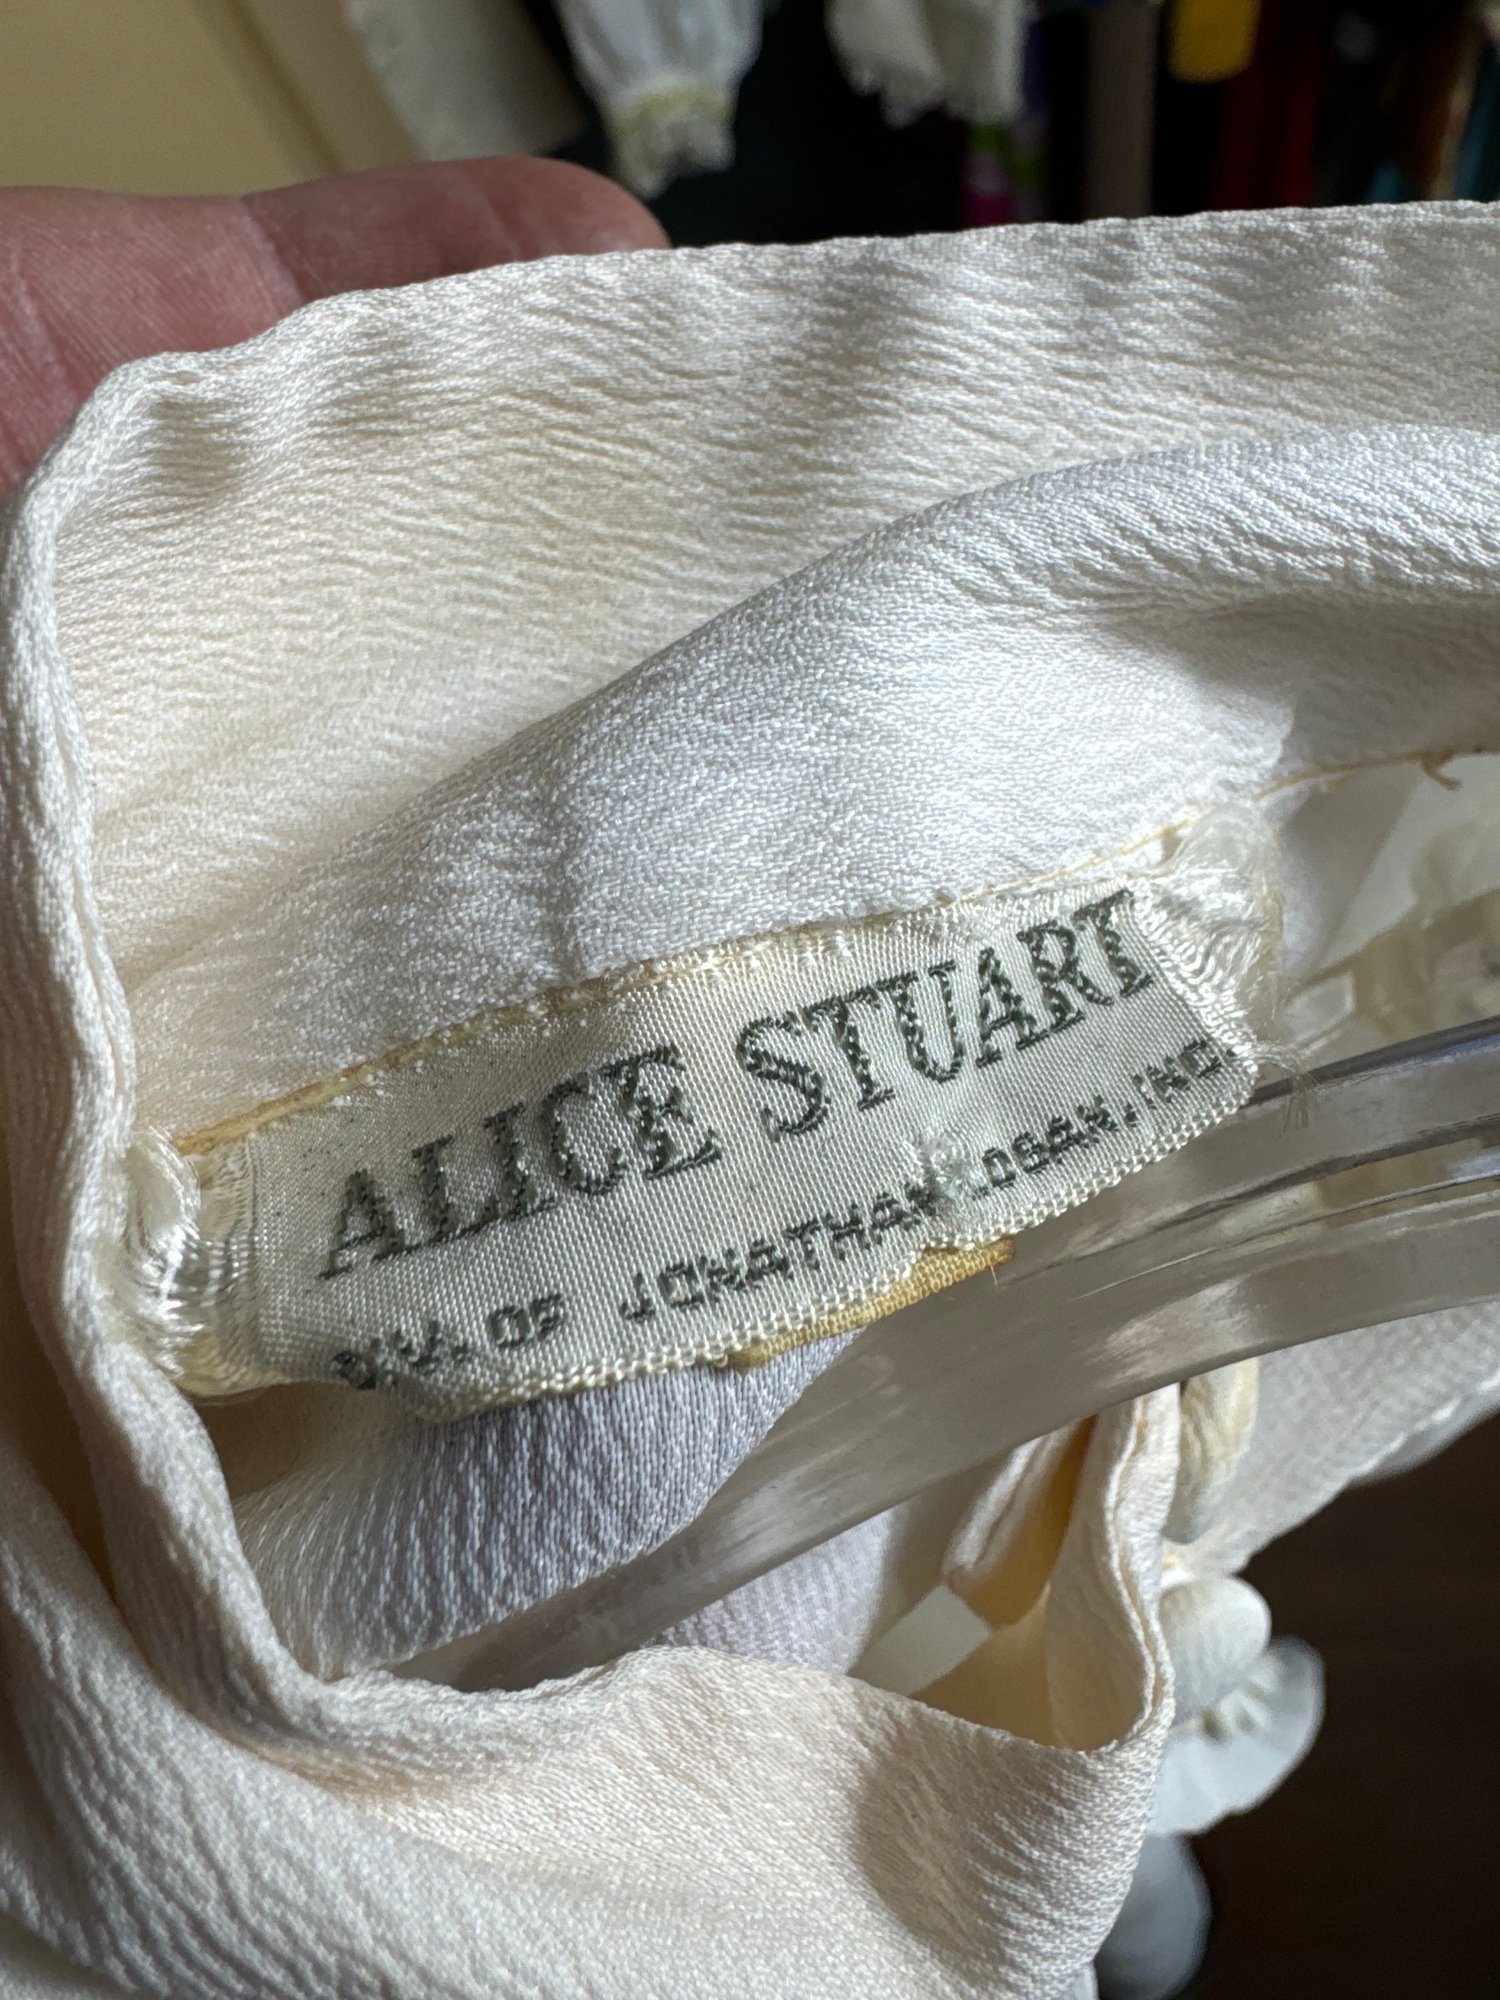 ALICE STUART
DIV. OF JONATHAN LOGAN, INC.